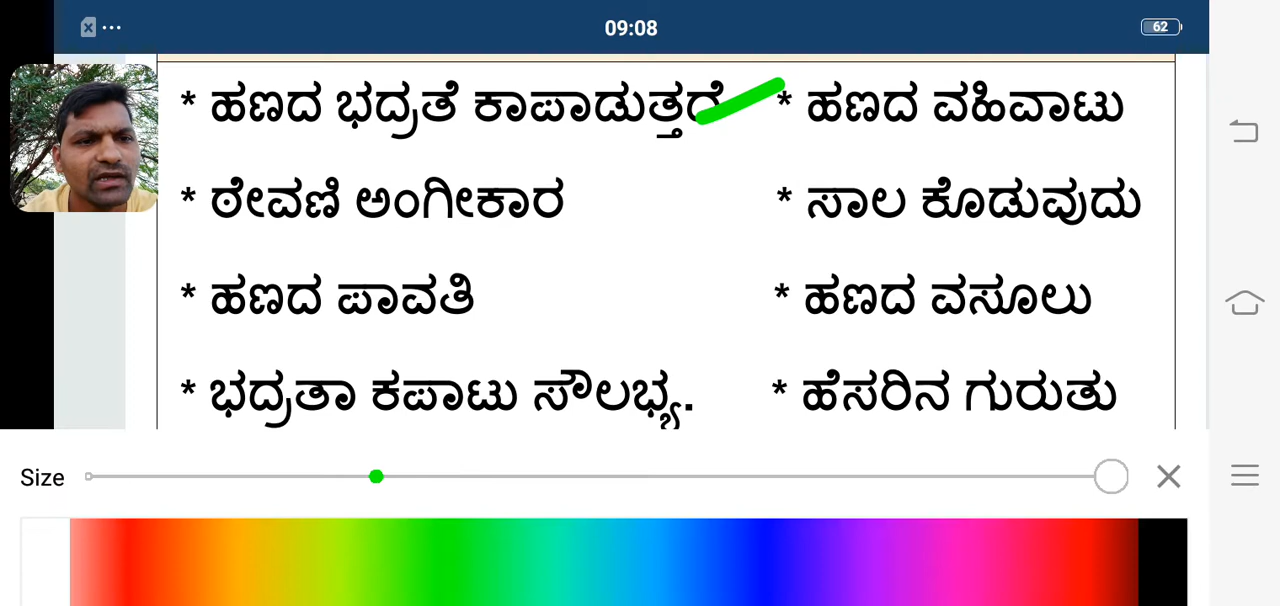 09:08
62
* ಹಣದ ಭದ್ರತೆ ಕಾಪಾಡುತ್ತದೆ * ಹಣದ ವಹಿವಾಟು
* ಠೇವಣಿ ಅಂಗೀಕಾರ * ಸಾಲ ಕೊಡುವುದು
* ಹಣದ ಪಾವತಿ * ಹಣದ ವಸೂಲು
* ಭದ್ರತಾ ಕಪಾಟು ಸೌಲಭ್ಯ. * ಹೆಸರಿನ ಗುರುತು
Size